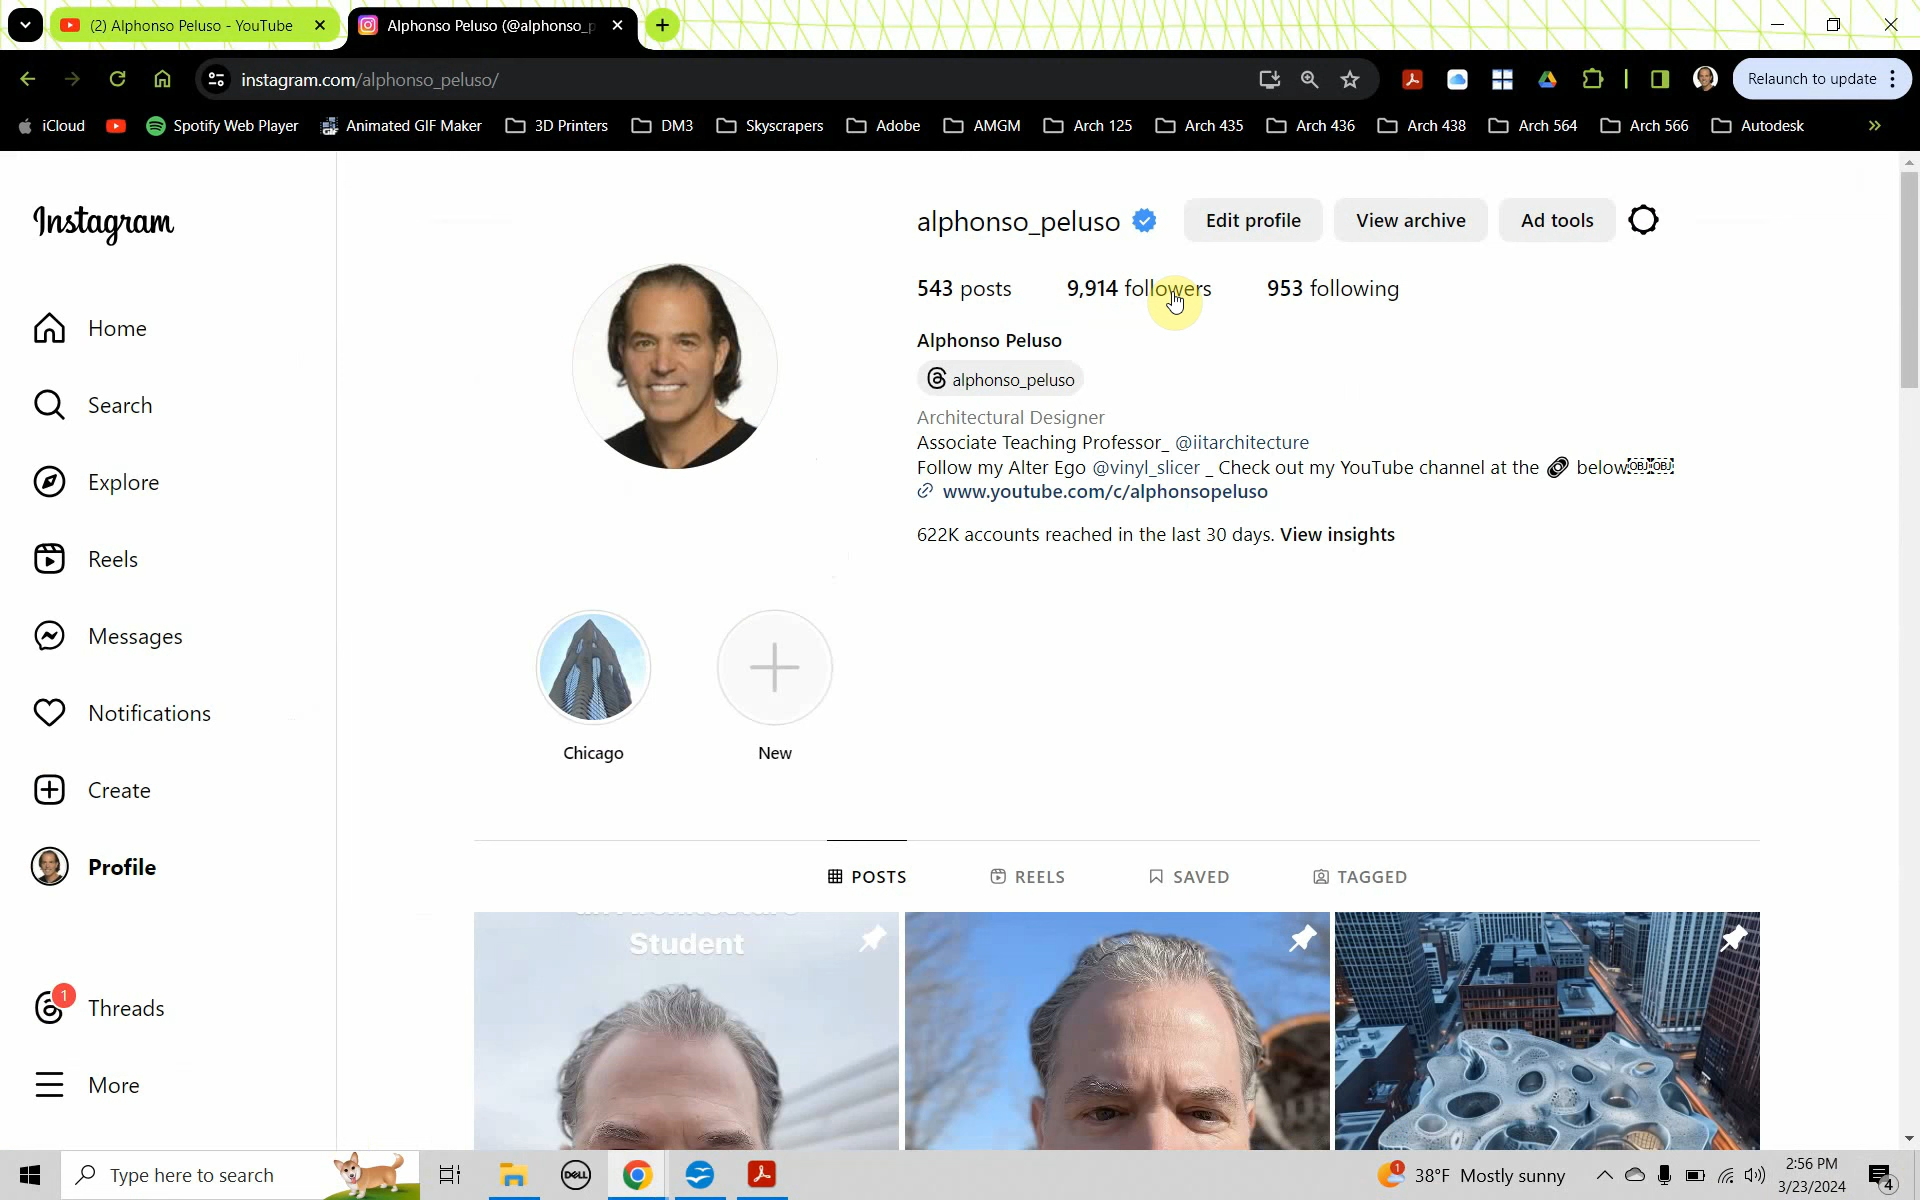 (2) Alphonso Peluso - YouTube
Alphonso Peluso (@alphonso_p
instagram.com/alphonso_peluso/
Relaunch to update
iCloud
Spotify Web Player
Animated GIF Maker
3D Printers
DM3
Skyscrapers
Adobe
AMGM
Arch 125
Arch 435
Arch 436
Arch 438
Arch 564
Arch 566
Autodesk
Instagram
Home
Search
Explore
Reels
Messages
Notifications
Create
Profile
1
Threads
More
alphonso_peluso
Edit profile
View archive
Ad tools
543 posts
9,914 followers
953 following
Alphonso Peluso
alphonso_peluso
Architectural Designer
Associate Teaching Professor_ @iitarchitecture
Follow my Alter Ego @vinyl_slicer _ Check out my YouTube channel at the 🔗 below
www.youtube.com/c/alphonsopeluso
622K accounts reached in the last 30 days. View insights
Chicago
New
POSTS
REELS
SAVED
TAGGED
Student
Type here to search
DELL
1
38°F Mostly sunny
2:56 PM
3/23/2024
4